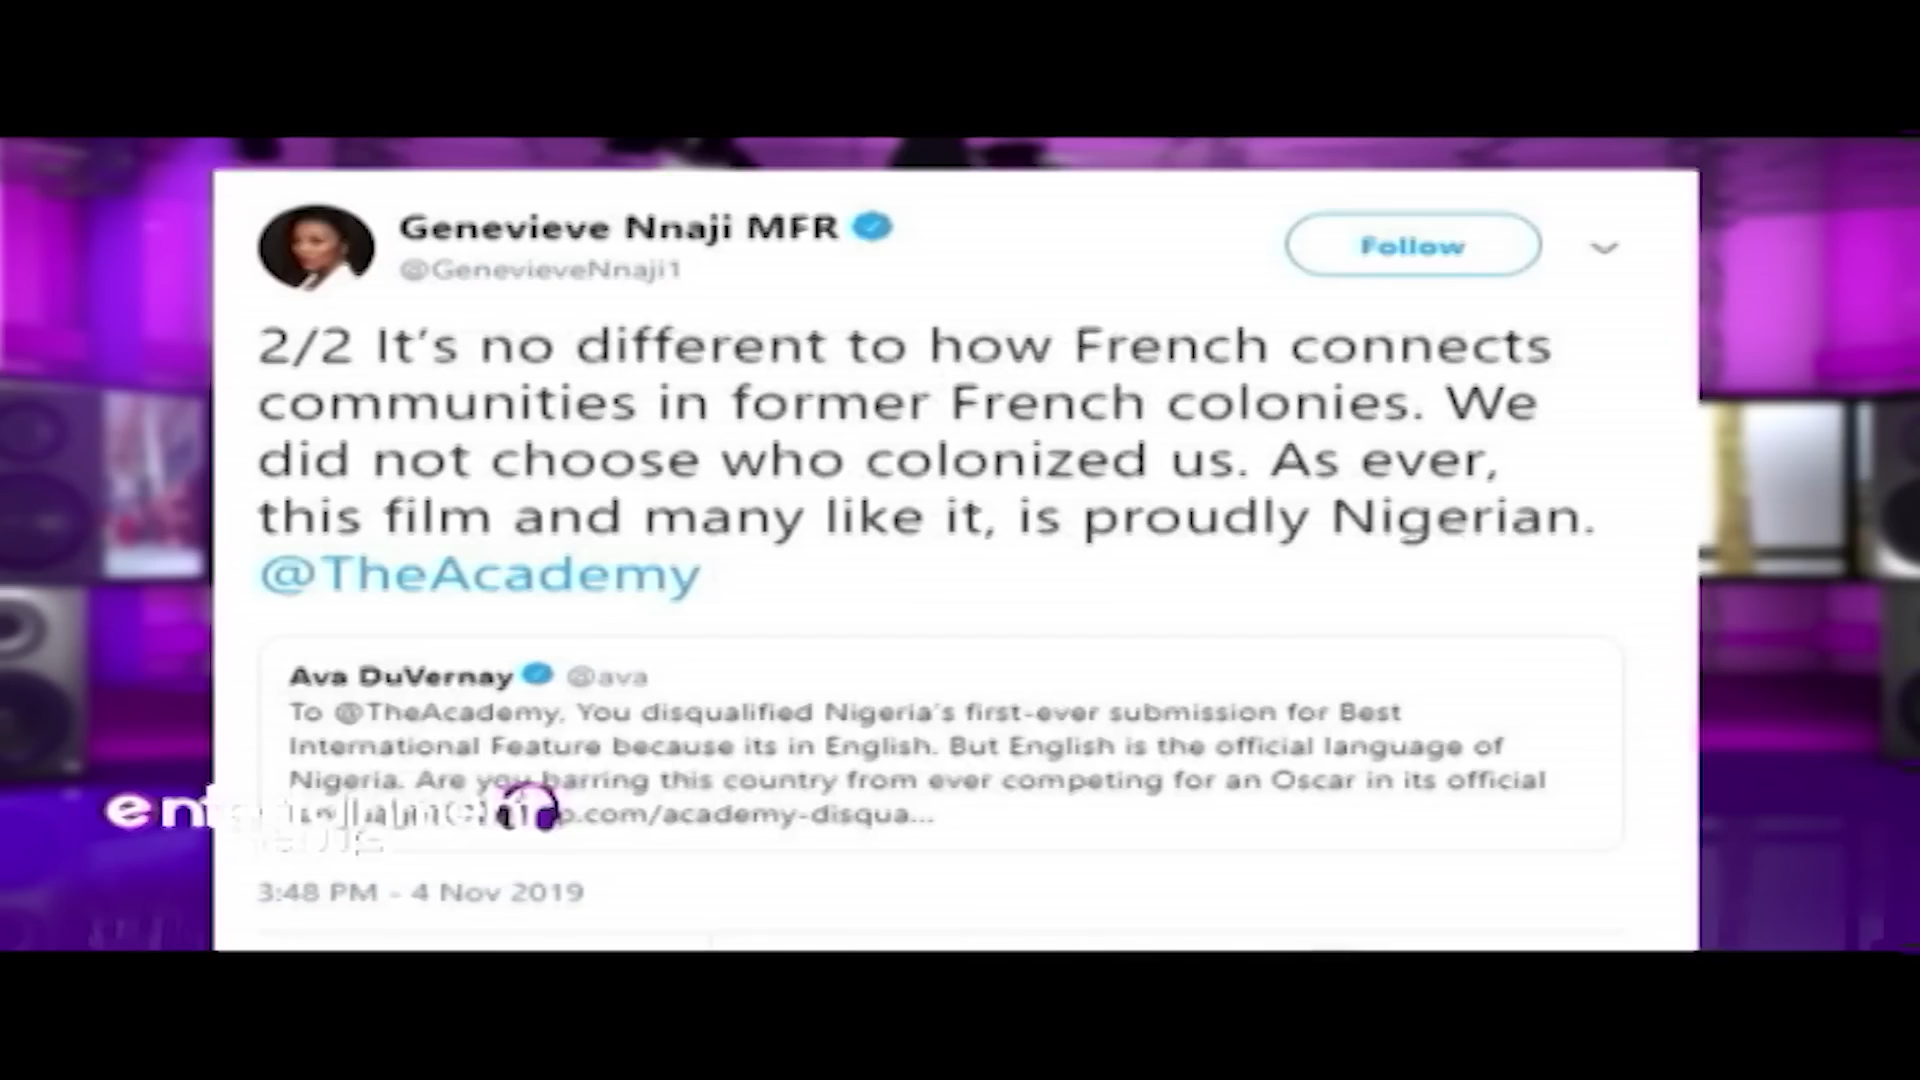 Genevieve Nnaji MFR
@GenevieveNnaji1
Follow
2/2 It's no different to how French connects
communities in former French colonies. We
did not choose who colonized us. As ever,
this film and many like it, is proudly Nigerian.
@TheAcademy
Ava DuVernay @ava
To @TheAcademy, You disqualified Nigeria's first-ever submission for Best
International Feature because its in English. But English is the official language of
Nigeria. Are you barring this country from ever competing for an Oscar in its official
p.com/academy-disqua...
entertainment
news
3:48 PM - 4 Nov 2019